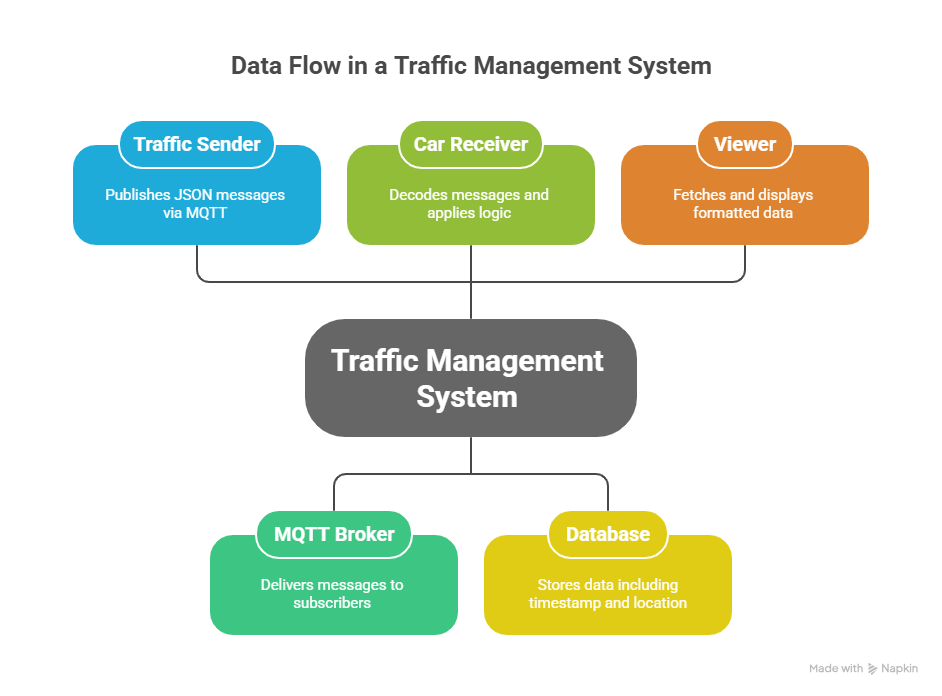 Data Flow in a Traffic Management System
Traffic Sender
Publishes JSON messages
via MQTT
Car Receiver
Decodes messages and
applies logic
Viewer
Fetches and displays
formatted data
Traffic Management
System
MQTT Broker
Delivers messages to
subscribers
Database
Stores data including
timestamp and location
Made with Napkin